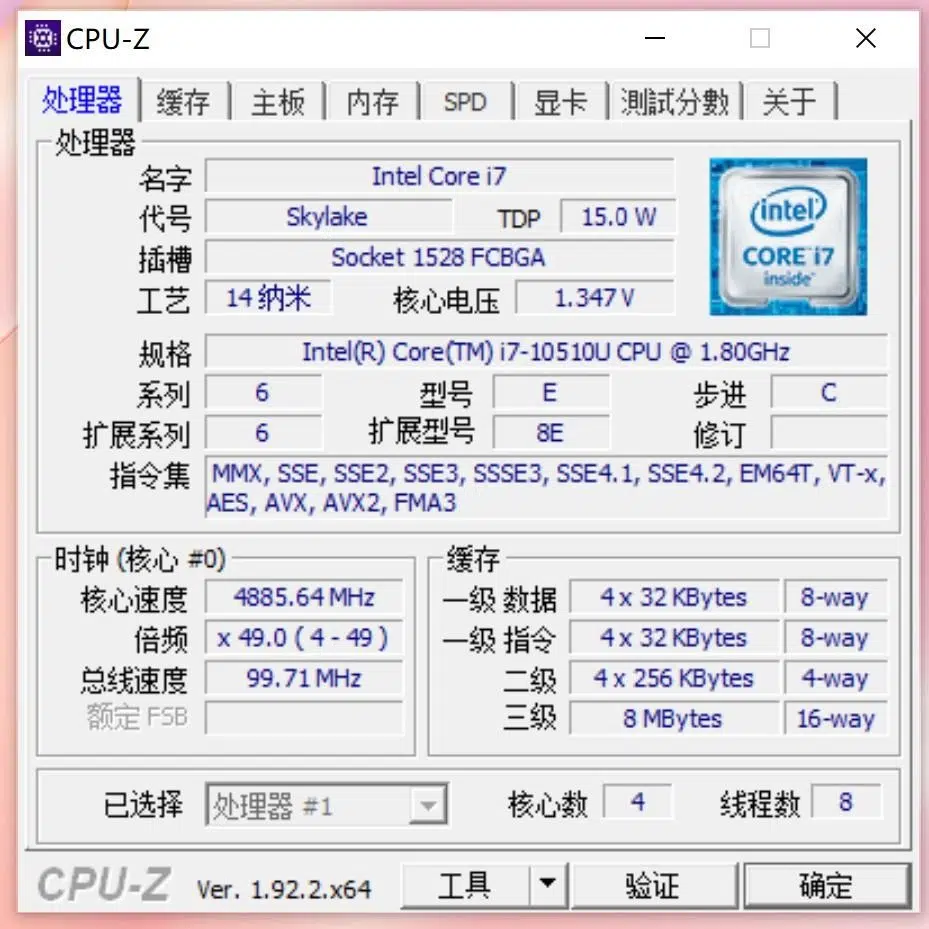 CPU-Z
处理器 缓存 主板 内存 SPD 显卡 測試分數 关于
处理器
名字 Intel Core i7
代号 Skylake TDP 15.0 W
插槽 Socket 1528 FCBGA
工艺 14 纳米 核心电压 1.347 V
intel CORE i7 inside
规格 Intel(R) Core(TM) i7-10510U CPU @ 1.80GHz
系列 6 型号 E 步进 C
扩展系列 6 扩展型号 8E 修订
指令集 MMX, SSE, SSE2, SSE3, SSSE3, SSE4.1, SSE4.2, EM64T, VT-x,
AES, AVX, AVX2, FMA3
时钟 (核心 #0)
核心速度 4885.64 MHz
倍频 x 49.0 ( 4 - 49 )
总线速度 99.71 MHz
额定 FSB
缓存
一级 数据 4 x 32 KBytes 8-way
一级 指令 4 x 32 KBytes 8-way
二级 4 x 256 KBytes 4-way
三级 8 MBytes 16-way
已选择 处理器 #1 核心数 4 线程数 8
CPU-Z Ver. 1.92.2.x64 工具 验证 确定